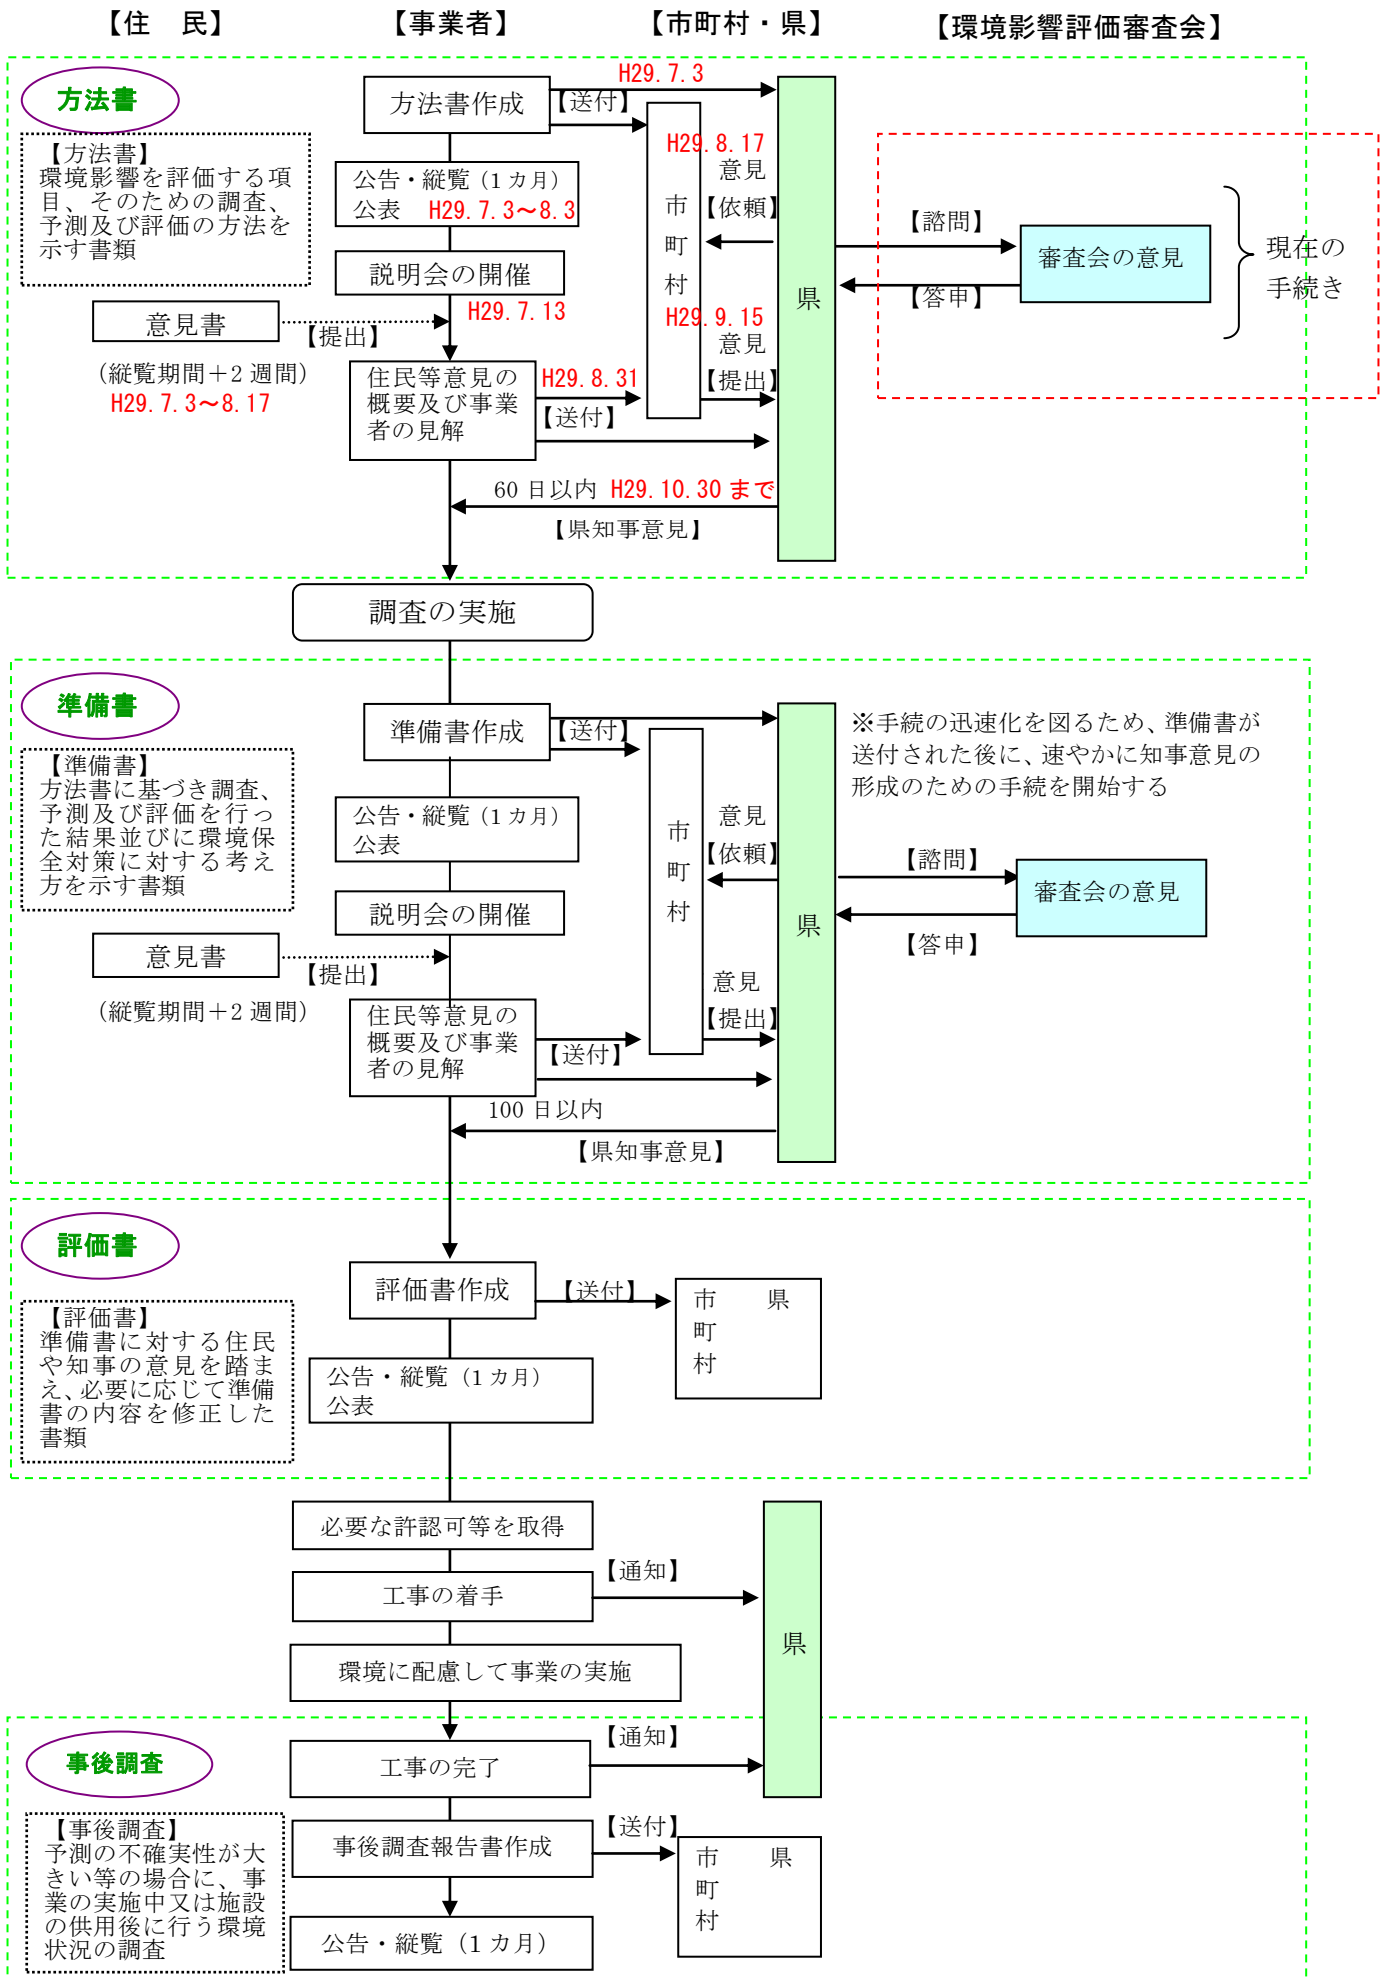 【住　民】
【事業者】
【市町村・県】
【環境影響評価審査会】
方法書
【方法書】
環境影響を評価する項
目、そのための調査、
予測及び評価の方法を
示す書類
方法書作成
【送付】
H29.7.3
公告・縦覧（1カ月）
公表 H29.7.3～8.3
説明会の開催
H29.7.13
意見書
【提出】
（縦覧期間＋2週間）
H29.7.3～8.17
住民等意見の
概要及び事業
者の見解
H29.8.31
【送付】
市
町
村
H29.8.17
意見
【依頼】
H29.9.15
意見
【提出】
県
【諮問】
審査会の意見
【答申】
現在の
手続き
60日以内 H29.10.30まで
【県知事意見】
調査の実施
準備書
【準備書】
方法書に基づき調査、
予測及び評価を行っ
た結果並びに環境保
全対策に対する考え
方を示す書類
準備書作成
【送付】
公告・縦覧（1カ月）
公表
説明会の開催
意見書
【提出】
（縦覧期間＋2週間）
住民等意見の
概要及び事業
者の見解
【送付】
市
町
村
意見
【依頼】
意見
【提出】
県
※手続の迅速化を図るため、準備書が
送付された後に、速やかに知事意見の
形成のための手続を開始する
【諮問】
審査会の意見
【答申】
100日以内
【県知事意見】
評価書
【評価書】
準備書に対する住民
や知事の意見を踏ま
え、必要に応じて準備
書の内容を修正した
書類
評価書作成
【送付】
市　県
町
村
公告・縦覧（1カ月）
公表
必要な許認可等を取得
工事の着手
【通知】
環境に配慮して事業の実施
県
事後調査
【事後調査】
予測の不確実性が大
きい等の場合に、事
業の実施中又は施設
の供用後に行う環境
状況の調査
工事の完了
【通知】
事後調査報告書作成
【送付】
市　県
町
村
公告・縦覧（1カ月）